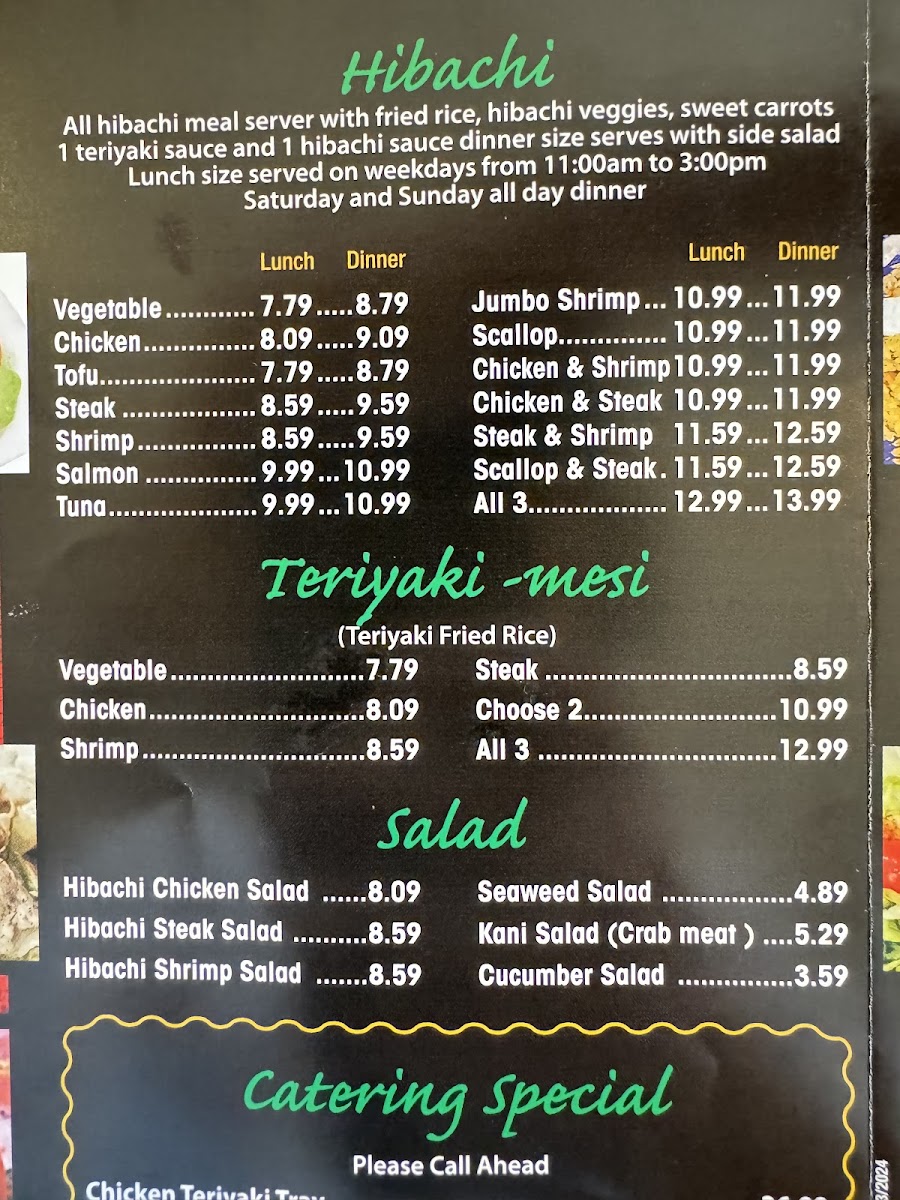 Hibachi
All hibachi meal server with fried rice, hibachi veggies, sweet carrots
1 teriyaki sauce and 1 hibachi sauce dinner size serves with side salad
Lunch size served on weekdays from 11:00am to 3:00pm
Saturday and Sunday all day dinner
Lunch Dinner
Vegetable............7.79.....8.79
Chicken...............8.09.....9.09
Tofu.....................7.79.....8.79
Steak..................8.59.....9.59
Shrimp................8.59.....9.59
Salmon...............9.99...10.99
Tuna....................9.99...10.99
Lunch Dinner
Jumbo Shrimp...10.99...11.99
Scallop...............10.99...11.99
Chicken & Shrimp10.99...11.99
Chicken & Steak 10.99...11.99
Steak & Shrimp 11.59...12.59
Scallop & Steak.11.59...12.59
All 3...................12.99...13.99
Teriyaki -mesi
(Teriyaki Fried Rice)
Vegetable..........................7.79
Chicken.............................8.09
Shrimp..............................8.59
Steak.................................8.59
Choose 2..........................10.99
All 3................................12.99
Salad
Hibachi Chicken Salad ......8.09
Hibachi Steak Salad ..........8.59
Hibachi Shrimp Salad .......8.59
Seaweed Salad .................4.89
Kani Salad (Crab meat )....5.29
Cucumber Salad ...............3.59
Catering Special
Please Call Ahead
Chicken Teriyaki Tray
/2024